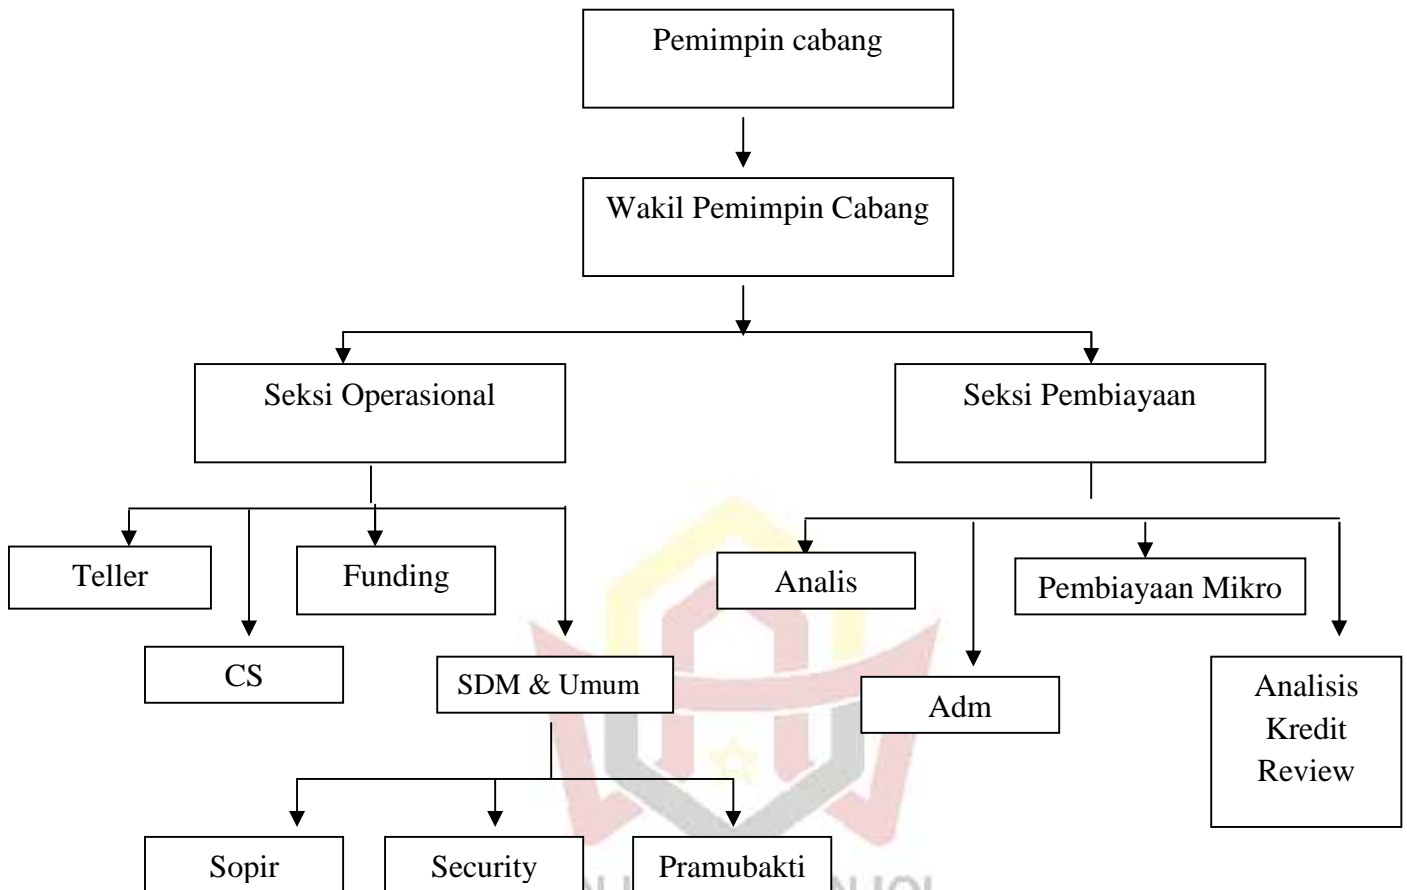 Pemimpin cabang
Wakil Pemimpin Cabang
Seksi Operasional
Seksi Pembiayaan
Teller
Funding
Analis
Pembiayaan Mikro
CS
SDM & Umum
Adm
Analisis
Kredit
Review
Sopir
Security
Pramubakti